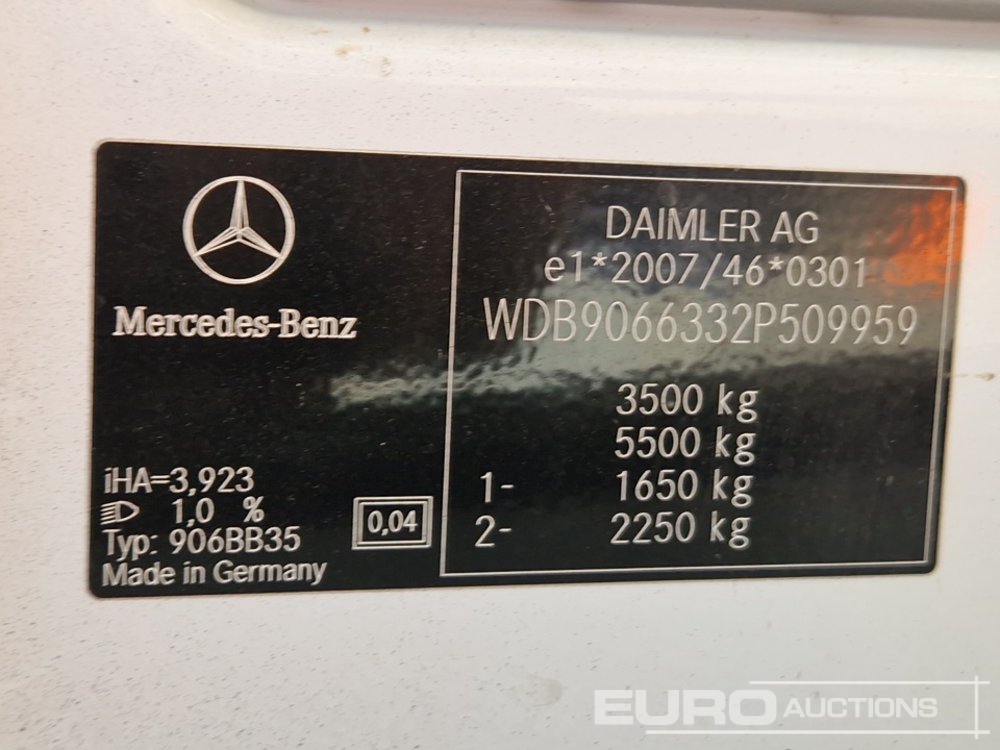 Mercedes-Benz
iHA=3,923
1,0 %
Typ: 906BB35
Made in Germany
0,04
DAIMLER AG
e1*2007/46*0301
WDB9066332P509959
3500 kg
5500 kg
1- 1650 kg
2- 2250 kg
EURO AUCTIONS